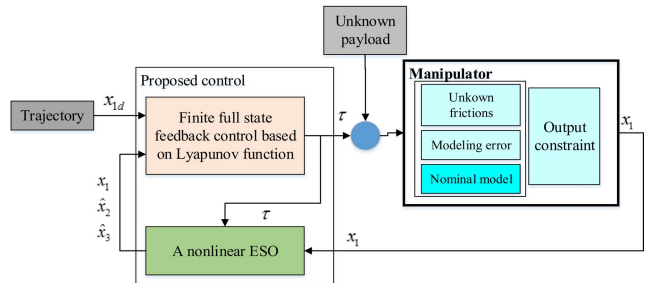 Unknown
payload
Proposed control
Manipulator
Trajectory
x₁d
Finite full state
feedback control based
on Lyapunov function
τ
Unkown
frictions
Modeling error
Nominal model
Output
constraint
x₁
x₁
x̂₂
x̂₃
τ
A nonlinear ESO
x₁